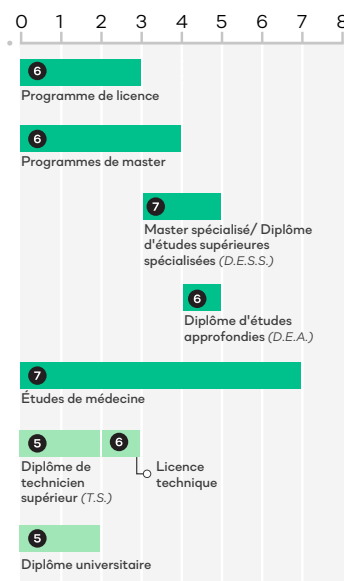 0 1 2 3 4 5 6 7 8
6
Programme de licence
6
Programmes de master
7
Master spécialisé/ Diplôme
d'études supérieures
spécialisées (D.E.S.S.)
6
Diplôme d'études
approfondies (D.E.A.)
7
Études de médecine
5 6
Diplôme de
technicien
supérieur (T.S.)
Licence
technique
5
Diplôme universitaire